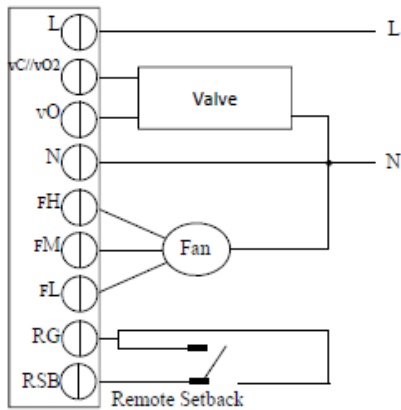 L L
vC//vO2
Valve
vO
N N
FH
FM Fan
FL
RG
RSB
Remote Setback